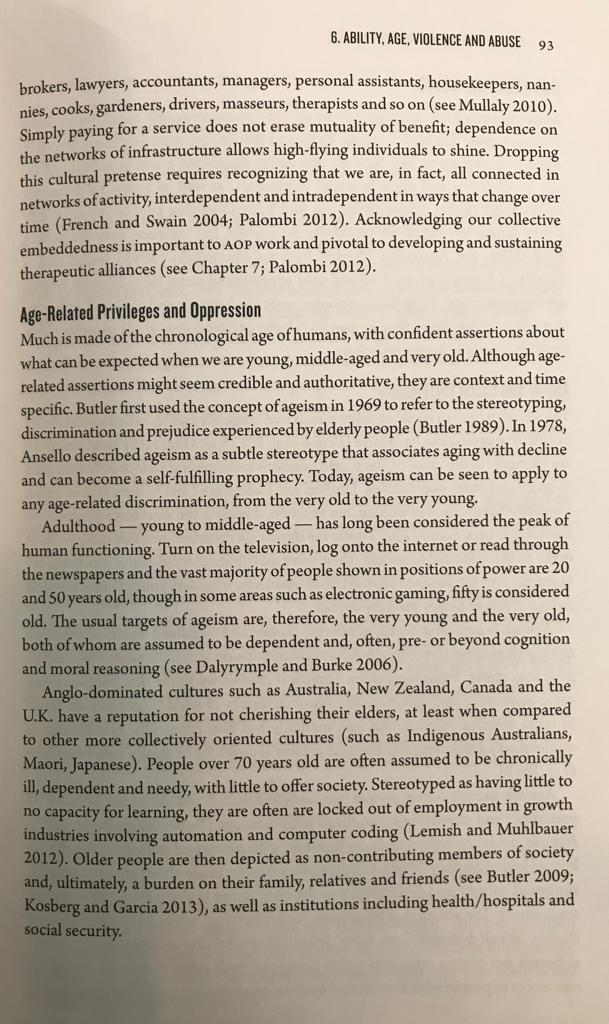 6. ABILITY, AGE, VIOLENCE AND ABUSE 93
brokers, lawyers, accountants, managers, personal assistants, housekeepers, nan-
nies, cooks, gardeners, drivers, masseurs, therapists and so on (see Mullaly 2010).
Simply paying for a service does not erase mutuality of benefit; dependence on
the networks of infrastructure allows high-flying individuals to shine. Dropping
this cultural pretense requires recognizing that we are, in fact, all connected in
networks of activity, interdependent and intradependent in ways that change over
time (French and Swain 2004; Palombi 2012). Acknowledging our collective
embeddedness is important to AOP work and pivotal to developing and sustaining
therapeutic alliances (see Chapter 7; Palombi 2012).
Age-Related Privileges and Oppression
Much is made of the chronological age of humans, with confident assertions about
what can be expected when we are young, middle-aged and very old. Although age-
related assertions might seem credible and authoritative, they are context and time
specific. Butler first used the concept of ageism in 1969 to refer to the stereotyping,
discrimination and prejudice experienced by elderly people (Butler 1989). In 1978,
Ansello described ageism as a subtle stereotype that associates aging with decline
and can become a self-fulfilling prophecy. Today, ageism can be seen to apply to
any age-related discrimination, from the very old to the very young.
Adulthood — young to middle-aged — has long been considered the peak of
human functioning. Turn on the television, log onto the internet or read through
the newspapers and the vast majority of people shown in positions of power are 20
and 50 years old, though in some areas such as electronic gaming, fifty is considered
old. The usual targets of ageism are, therefore, the very young and the very old,
both of whom are assumed to be dependent and, often, pre- or beyond cognition
and moral reasoning (see Dalyrymple and Burke 2006).
Anglo-dominated cultures such as Australia, New Zealand, Canada and the
U.K. have a reputation for not cherishing their elders, at least when compared
to other more collectively oriented cultures (such as Indigenous Australians,
Maori, Japanese). People over 70 years old are often assumed to be chronically
ill, dependent and needy, with little to offer society. Stereotyped as having little to
no capacity for learning, they are often are locked out of employment in growth
industries involving automation and computer coding (Lemish and Muhlbauer
2012). Older people are then depicted as non-contributing members of society
and, ultimately, a burden on their family, relatives and friends (see Butler 2009;
Kosberg and Garcia 2013), as well as institutions including health/hospitals and
social security.